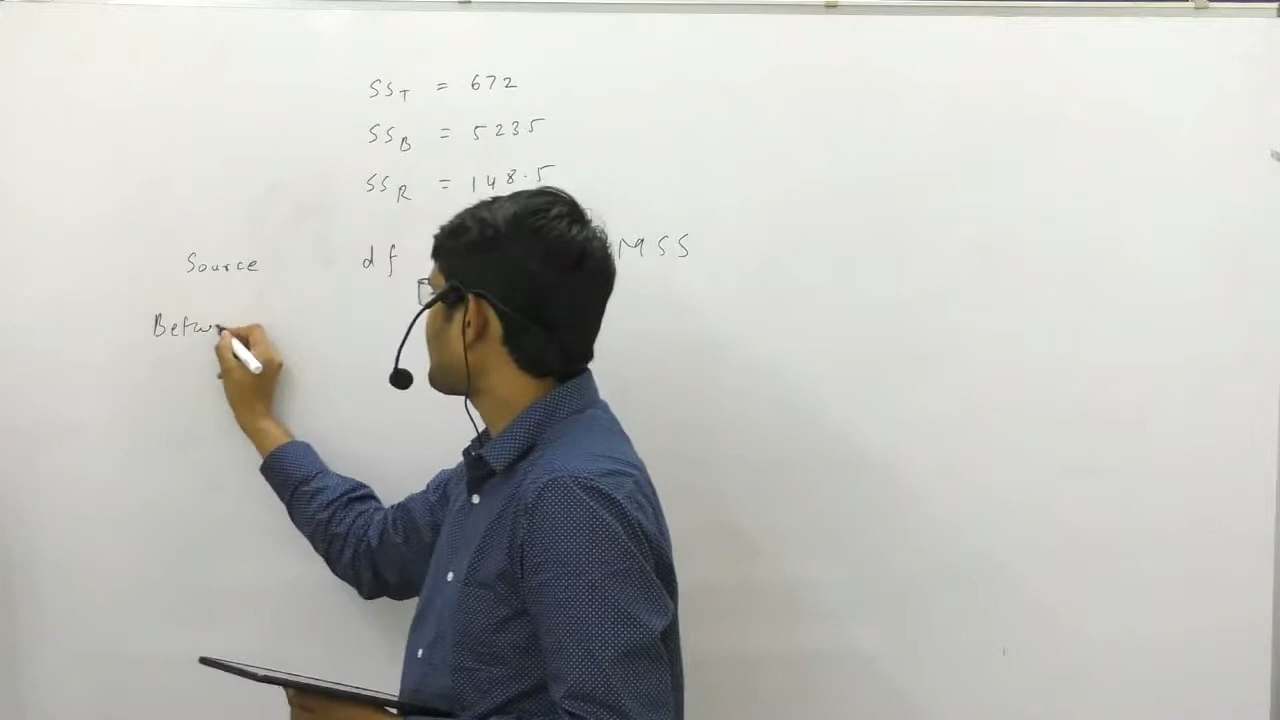 SS_T = 672
SS_B = 5235
SS_R = 148.5
Source df MSS
Betw